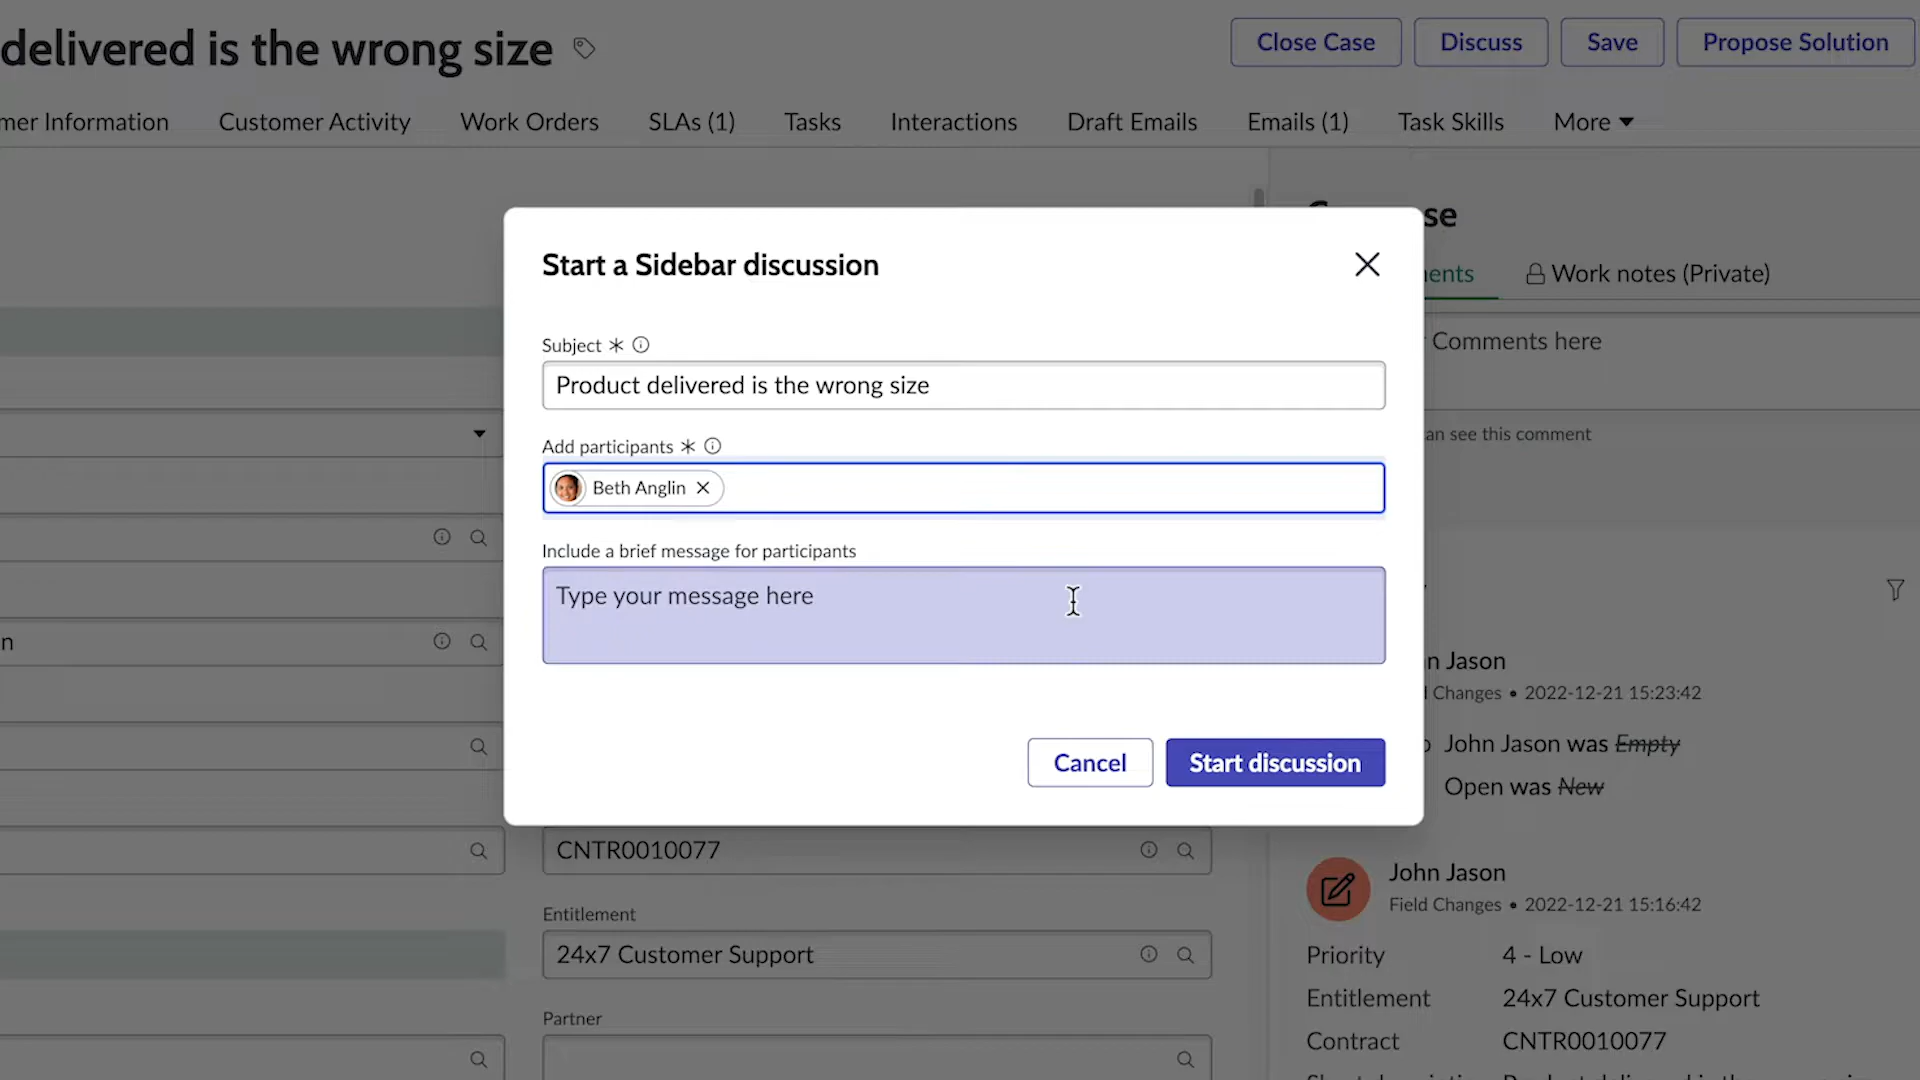 delivered is the wrong size
Close Case
Discuss
Save
Propose Solution
mer Information
Customer Activity
Work Orders
SLAs (1)
Tasks
Interactions
Draft Emails
Emails (1)
Task Skills
More
Start a Sidebar discussion
Subject
Product delivered is the wrong size
Add participants
Beth Anglin
Include a brief message for participants
Type your message here
Cancel
Start discussion
n
CNTR0010077
Entitlement
24x7 Customer Support
Partner
se
ents
Work notes (Private)
Comments here
an see this comment
n Jason
Changes • 2022-12-21 15:23:42
John Jason was Empty
Open was New
John Jason
Field Changes • 2022-12-21 15:16:42
Priority 4 - Low
Entitlement 24x7 Customer Support
Contract CNTR0010077